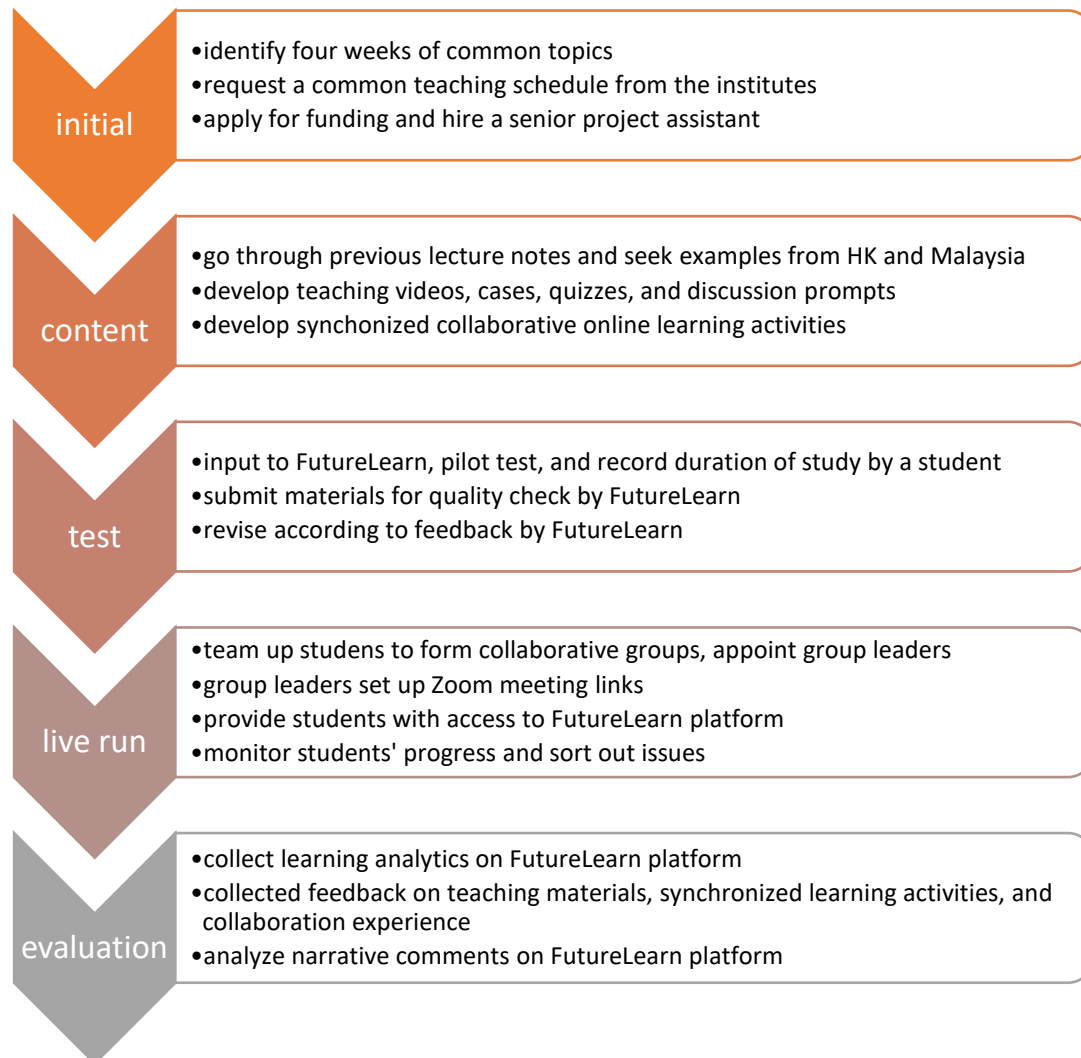 initial
•identify four weeks of common topics
•request a common teaching schedule from the institutes
•apply for funding and hire a senior project assistant
content
•go through previous lecture notes and seek examples from HK and Malaysia
•develop teaching videos, cases, quizzes, and discussion prompts
•develop synchonized collaborative online learning activities
test
•input to FutureLearn, pilot test, and record duration of study by a student
•submit materials for quality check by FutureLearn
•revise according to feedback by FutureLearn
live run
•team up studens to form collaborative groups, appoint group leaders
•group leaders set up Zoom meeting links
•provide students with access to FutureLearn platform
•monitor students' progress and sort out issues
evaluation
•collect learning analytics on FutureLearn platform
•collected feedback on teaching materials, synchronized learning activities, and
collaboration experience
•analyze narrative comments on FutureLearn platform